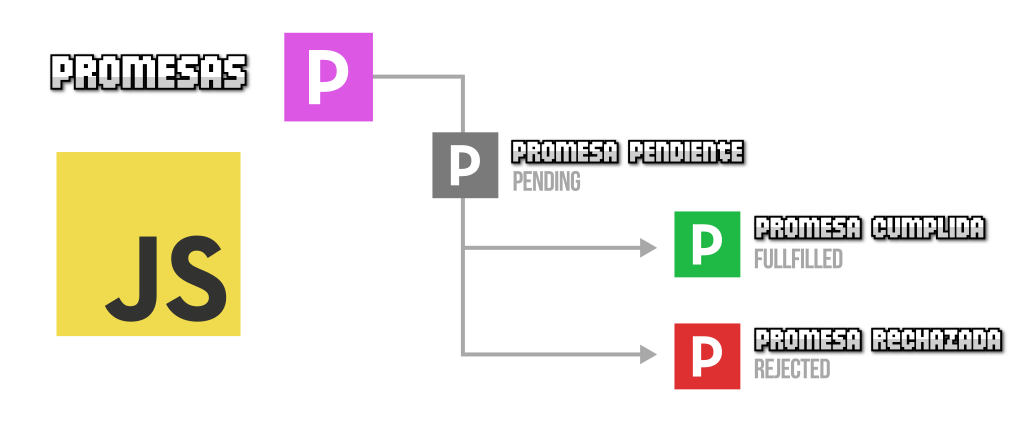 PROMESAS
P
P
PROMESA PENDIENTE
PENDING
P
PROMESA CUMPLIDA
FULLFILLED
JS
P
PROMESA RECHAZADA
REJECTED